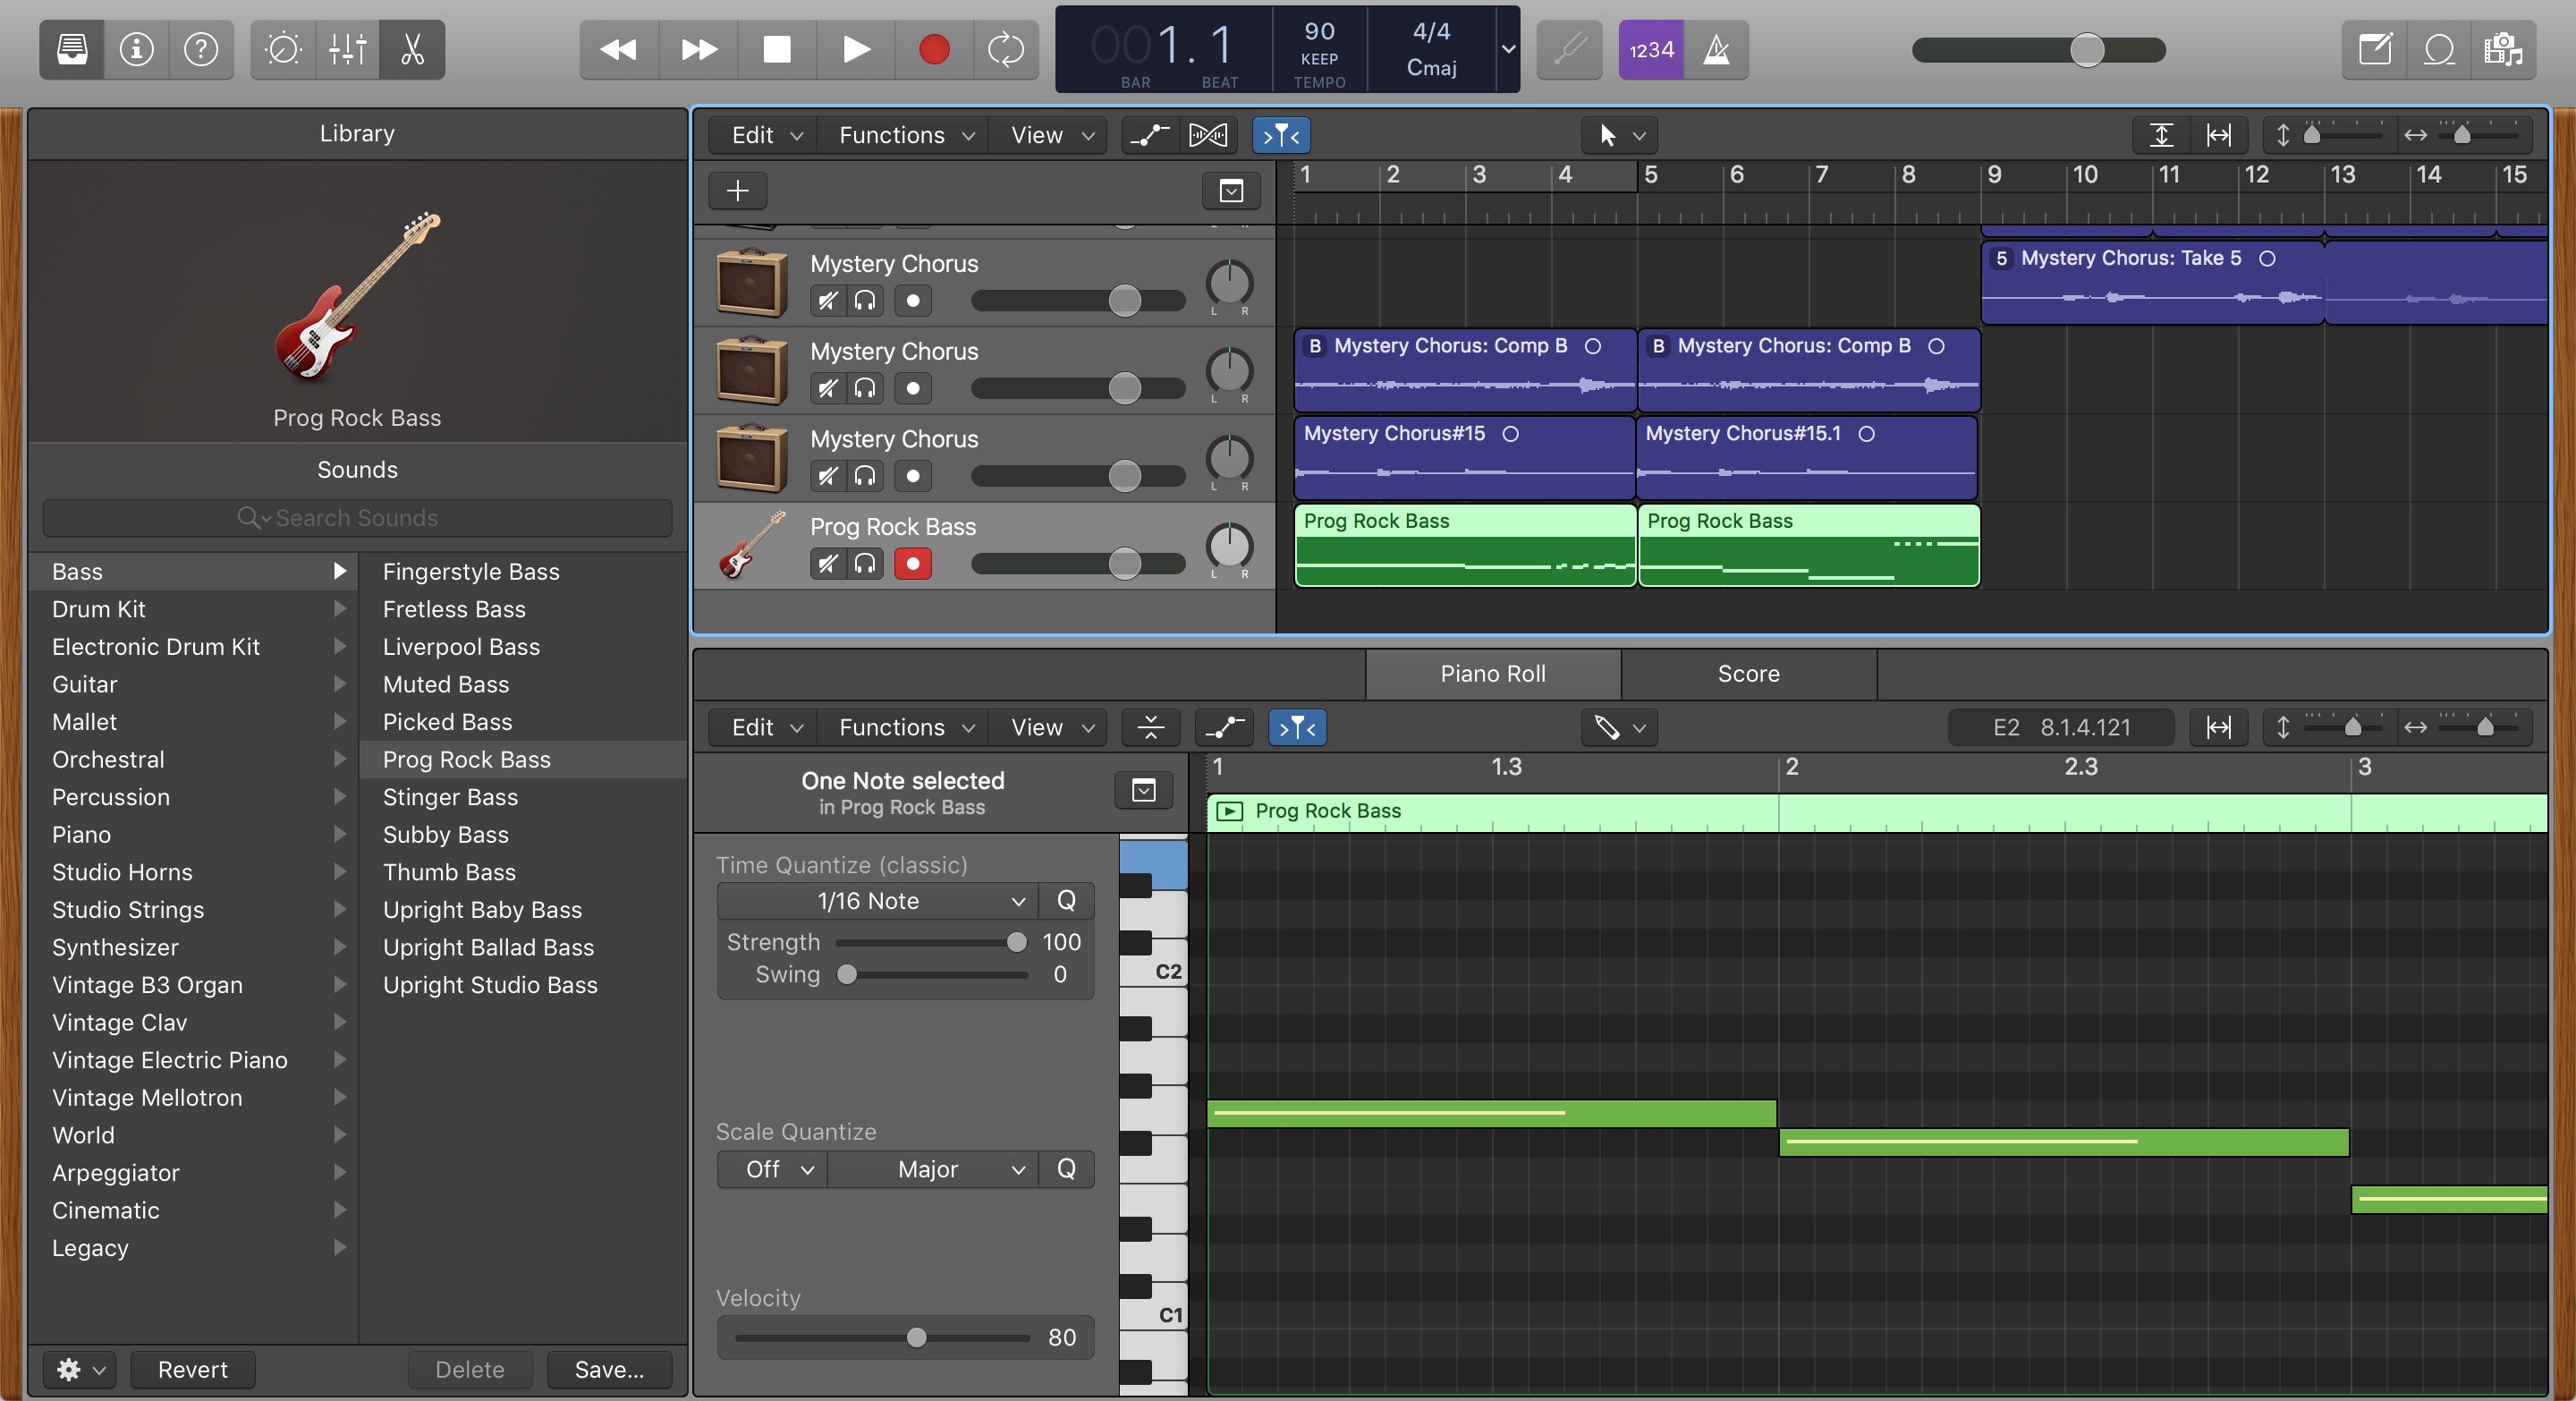 001. 1
BAR BEAT
90
KEEP
TEMPO
4/4
Cmaj
1234
Library
Prog Rock Bass
Sounds
Search Sounds
Bass
Drum Kit
Electronic Drum Kit
Guitar
Mallet
Orchestral
Percussion
Piano
Studio Horns
Studio Strings
Synthesizer
Vintage B3 Organ
Vintage Clav
Vintage Electric Piano
Vintage Mellotron
World
Arpeggiator
Cinematic
Legacy
Fingerstyle Bass
Fretless Bass
Liverpool Bass
Muted Bass
Picked Bass
Prog Rock Bass
Stinger Bass
Subby Bass
Thumb Bass
Upright Baby Bass
Upright Ballad Bass
Upright Studio Bass
Revert Delete Save...
Edit Functions View
1 2 3 4 5 6 7 8 9 10 11 12 13 14 15
Mystery Chorus
L R
5 Mystery Chorus: Take 5
Mystery Chorus
L R
B Mystery Chorus: Comp B B Mystery Chorus: Comp B
Mystery Chorus
L R
Mystery Chorus#15 Mystery Chorus#15.1
Prog Rock Bass
L R
Prog Rock Bass Prog Rock Bass
Piano Roll Score
Edit Functions View
E2 8.1.4.121
One Note selected
in Prog Rock Bass
1 1.3 2 2.3 3
Prog Rock Bass
Time Quantize (classic)
1/16 Note Q
Strength 100
Swing 0
Scale Quantize
Off Major Q
Velocity
80
C2
C1